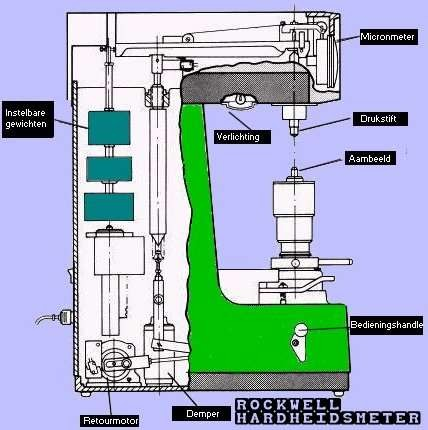 Micronmeter
Instelbare
gewichten
Drukstift
Verlichting
Aambeeld
Bedieningshandle
Demper
Retourmotor
ROCKWELL
HARDHEIDSMETER